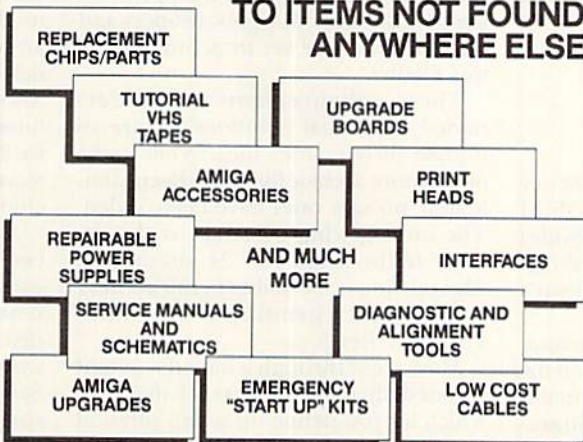 TO ITEMS NOT FOUND
ANYWHERE ELSE
REPLACEMENT
CHIPS/PARTS
TUTORIAL
VHS
TAPES
UPGRADE
BOARDS
AMIGA
ACCESSORIES
PRINT
HEADS
REPAIRABLE
POWER
SUPPLIES
AND MUCH
MORE
INTERFACES
SERVICE MANUALS
AND
SCHEMATICS
DIAGNOSTIC AND
ALIGNMENT
TOOLS
AMIGA
UPGRADES
EMERGENCY
"START UP" KITS
LOW COST
CABLES